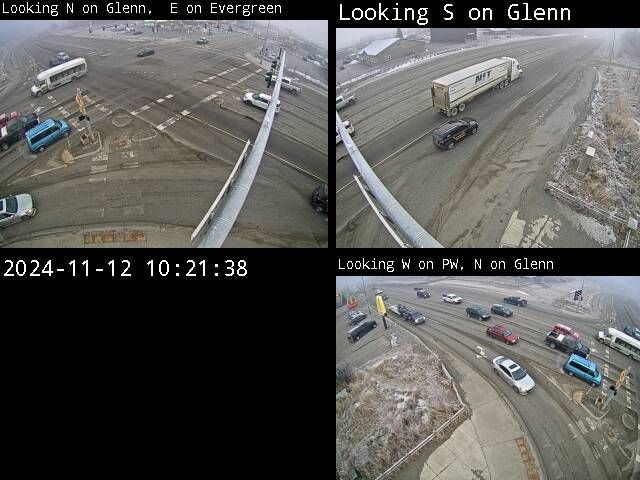 Looking N on Glenn,  E on Evergreen
Looking S on Glenn
2024-11-12 10:21:38
Looking W on PW, N on Glenn